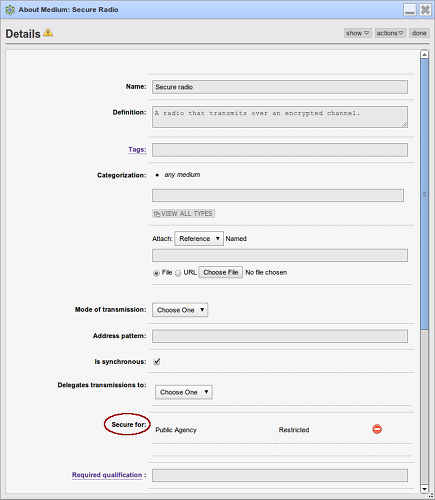 About Medium: Secure Radio
Details
show
actions
done
Name:
Secure radio
Definition:
A radio that transmits over an encrypted channel.
Tags:
Categorization:
• any medium
VIEW ALL TYPES
Attach: Reference Named
File URL Choose File No file chosen
Mode of transmission:
Choose One
Address pattern:
Is synchronous:
Delegates transmissions to:
Choose One
Secure for:
Public Agency Restricted
Required qualification :